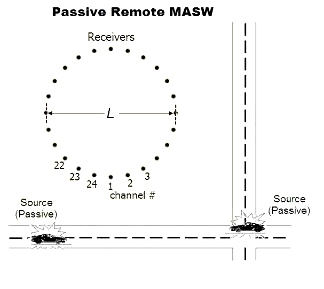 Passive Remote MASW
Receivers
L
22
23
24
1
2
3
channel #
Source
(Passive)
Source
(Passive)